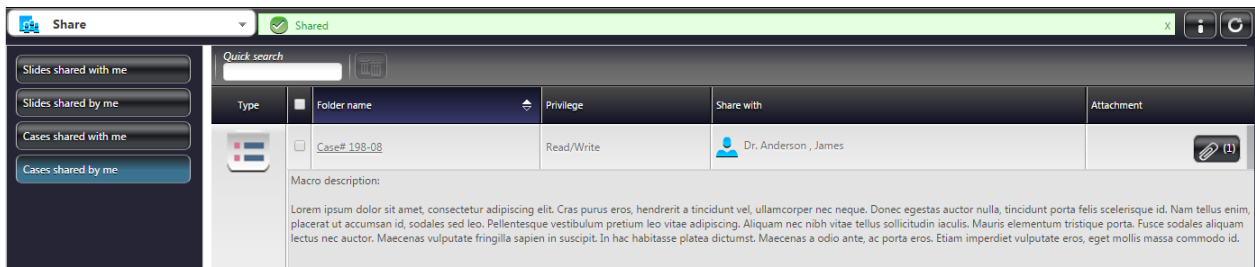 Share
Shared
x
i
Slides shared with me
Slides shared by me
Cases shared with me
Cases shared by me
Quick search
Type
Folder name
Privilege
Share with
Attachment
Case# 198-08
Read/Write
Dr. Anderson , James
(1)
Macro description:
Lorem ipsum dolor sit amet, consectetur adipiscing elit. Cras purus eros, hendrerit a tincidunt vel, ullamcorper nec neque. Donec egestas auctor nulla, tincidunt porta felis scelerisque id. Nam tellus enim,
placerat ut accumsan id, sodales sed leo. Pellentesque vestibulum pretium leo vitae adipiscing. Aliquam nec nibh vitae tellus sollicitudin iaculis. Mauris elementum tristique porta. Fusce sodales aliquam
lectus nec auctor. Maecenas vulputate fringilla sapien in suscipit. In hac habitasse platea dictumst. Maecenas a odio ante, ac porta eros. Etiam imperdiet vulputate eros, eget mollis massa commodo id.